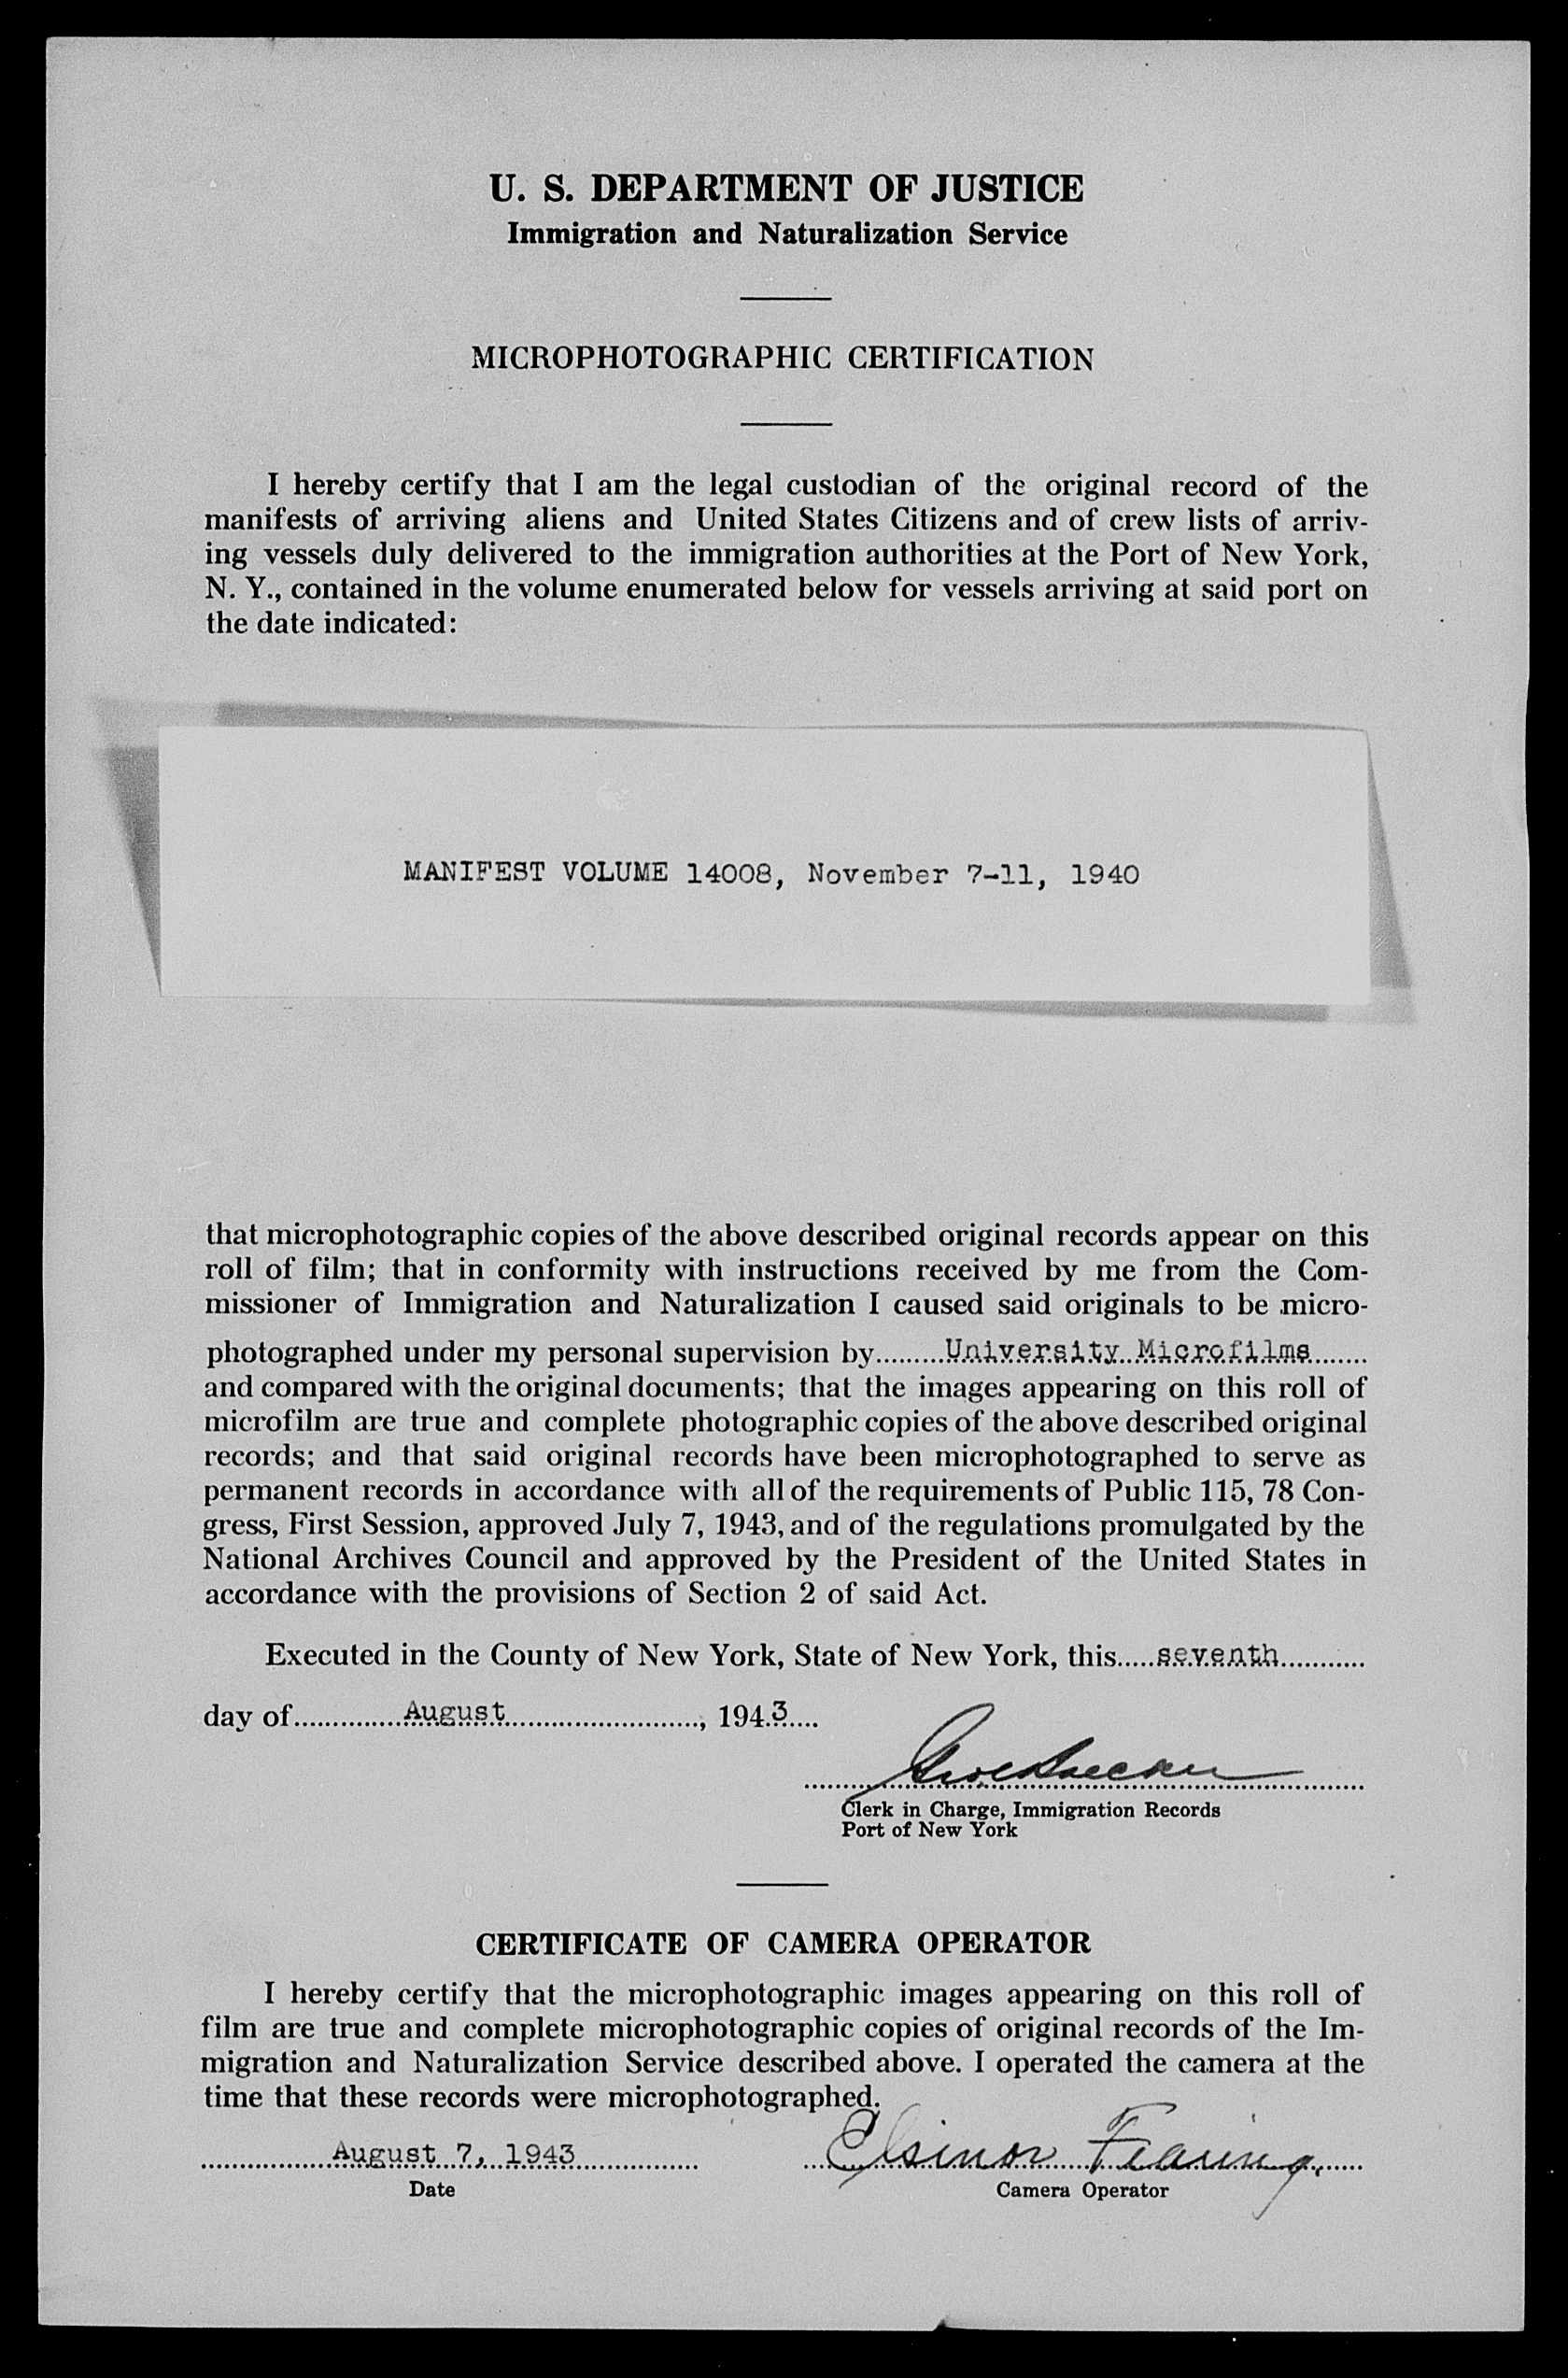 U. S. DEPARTMENT OF JUSTICE
Immigration and Naturalization Service
MICROPHOTOGRAPHIC CERTIFICATION
I hereby certify that I am the legal custodian of the original record of the
manifests of arriving aliens and United States Citizens and of crew lists of arriv-
ing vessels duly delivered to the immigration authorities at the Port of New York,
N. Y., contained in the volume enumerated below for vessels arriving at said port on
the date indicated:
MANIFEST VOLUME 14008, November 7-11, 1940
that microphotographic copies of the above described original records appear on this
roll of film; that in conformity with instructions received by me from the Com-
missioner of Immigration and Naturalization I caused said originals to be micro-
photographed under my personal supervision by.........University Microfilms........
and compared with the original documents; that the images appearing on this roll of
microfilm are true and complete photographic copies of the above described original
records; and that said original records have been microphotographed to serve as
permanent records in accordance with all of the requirements of Public 115, 78 Con-
gress, First Session, approved July 7, 1943, and of the regulations promulgated by the
National Archives Council and approved by the President of the United States in
accordance with the provisions of Section 2 of said Act.
Executed in the County of New York, State of New York, this.....seventh............
day of...............August.........................., 194.3....
Clerk in Charge, Immigration Records
Port of New York
CERTIFICATE OF CAMERA OPERATOR
I hereby certify that the microphotographic images appearing on this roll of
film are true and complete microphotographic copies of original records of the Im-
migration and Naturalization Service described above. I operated the camera at the
time that these records were microphotographed.
August 7, 1943 Elsinor Fearing.
Date Camera Operator